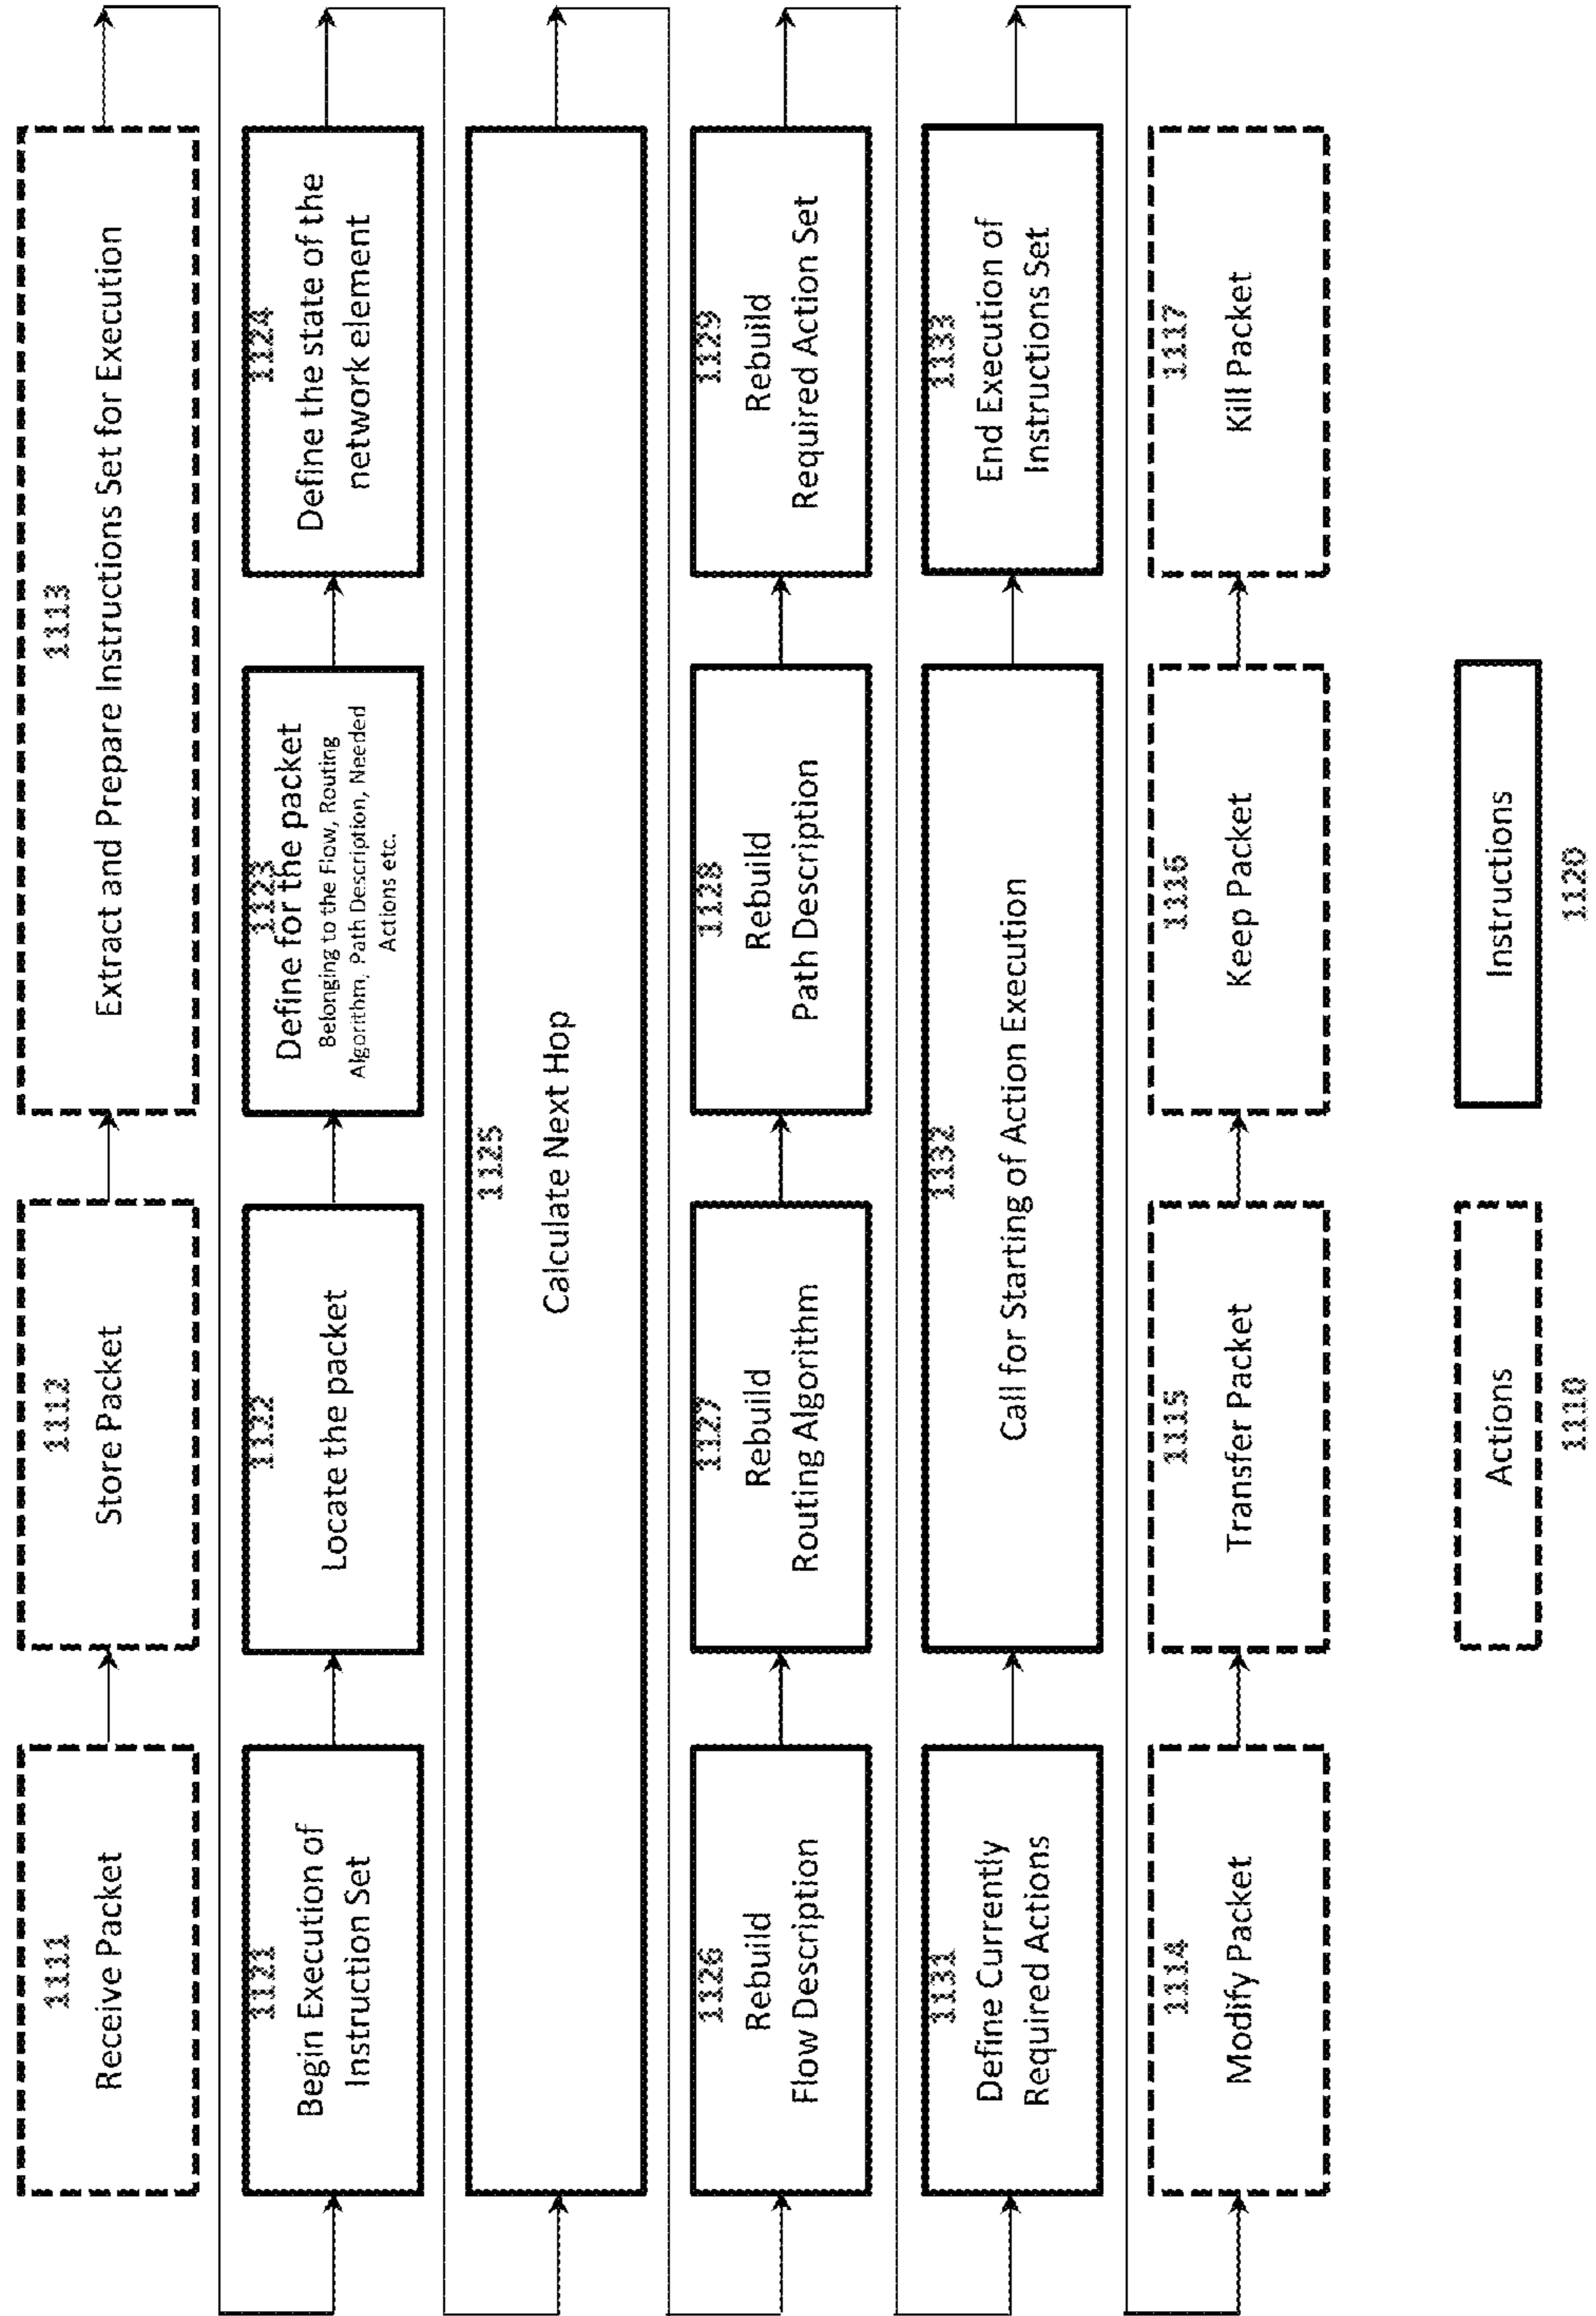 1111
Receive Packet
1112
Store Packet
1113
Extract and Prepare Instructions Set for Execution
1121
Begin Execution of
Instruction Set
1122
Locate the packet
1123
Define for the packet
Belonging to the Flow, Routing
Algorithm, Path Description, Needed
Actions etc.
1124
Define the state of the
network element
1125
Calculate Next Hop
1126
Rebuild
Flow Description
1127
Rebuild
Routing Algorithm
1128
Rebuild
Path Description
1129
Rebuild
Required Action Set
1131
Define Currently
Required Actions
1132
Call for Starting of Action Execution
1133
End Execution of
Instructions Set
1114
Modify Packet
1115
Transfer Packet
1116
Keep Packet
1117
Kill Packet
Actions
1110
Instructions
1120